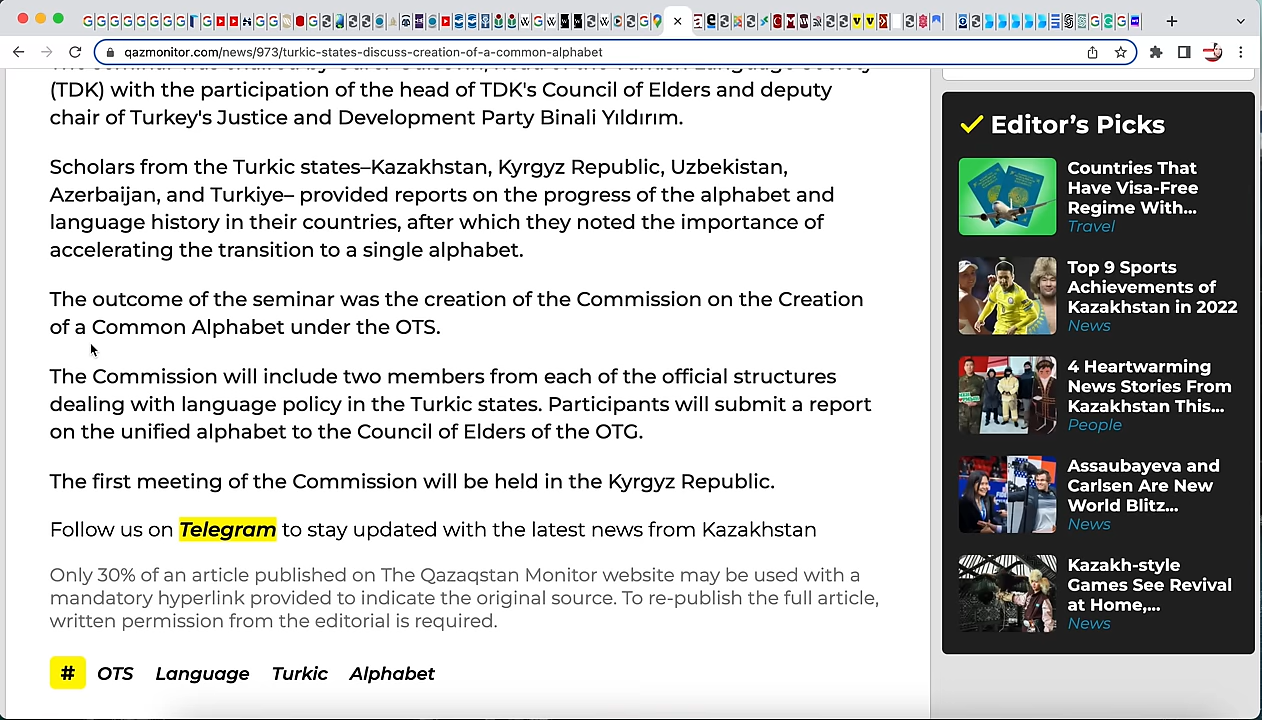 qazmonitor.com/news/973/turkic-states-discuss-creation-of-a-common-alphabet
(TDK) with the participation of the head of TDK's Council of Elders and deputy
chair of Turkey's Justice and Development Party Binali Yıldırım.
Scholars from the Turkic states–Kazakhstan, Kyrgyz Republic, Uzbekistan,
Azerbaijan, and Turkiye– provided reports on the progress of the alphabet and
language history in their countries, after which they noted the importance of
accelerating the transition to a single alphabet.
The outcome of the seminar was the creation of the Commission on the Creation
of a Common Alphabet under the OTS.
The Commission will include two members from each of the official structures
dealing with language policy in the Turkic states. Participants will submit a report
on the unified alphabet to the Council of Elders of the OTG.
The first meeting of the Commission will be held in the Kyrgyz Republic.
Follow us on Telegram to stay updated with the latest news from Kazakhstan
Only 30% of an article published on The Qazaqstan Monitor website may be used with a
mandatory hyperlink provided to indicate the original source. To re-publish the full article,
written permission from the editorial is required.
# OTS Language Turkic Alphabet
Editor's Picks
Countries That
Have Visa-Free
Regime With...
Travel
Top 9 Sports
Achievements of
Kazakhstan in 2022
News
4 Heartwarming
News Stories From
Kazakhstan This...
People
Assaubayeva and
Carlsen Are New
World Blitz...
News
Kazakh-style
Games See Revival
at Home,...
News